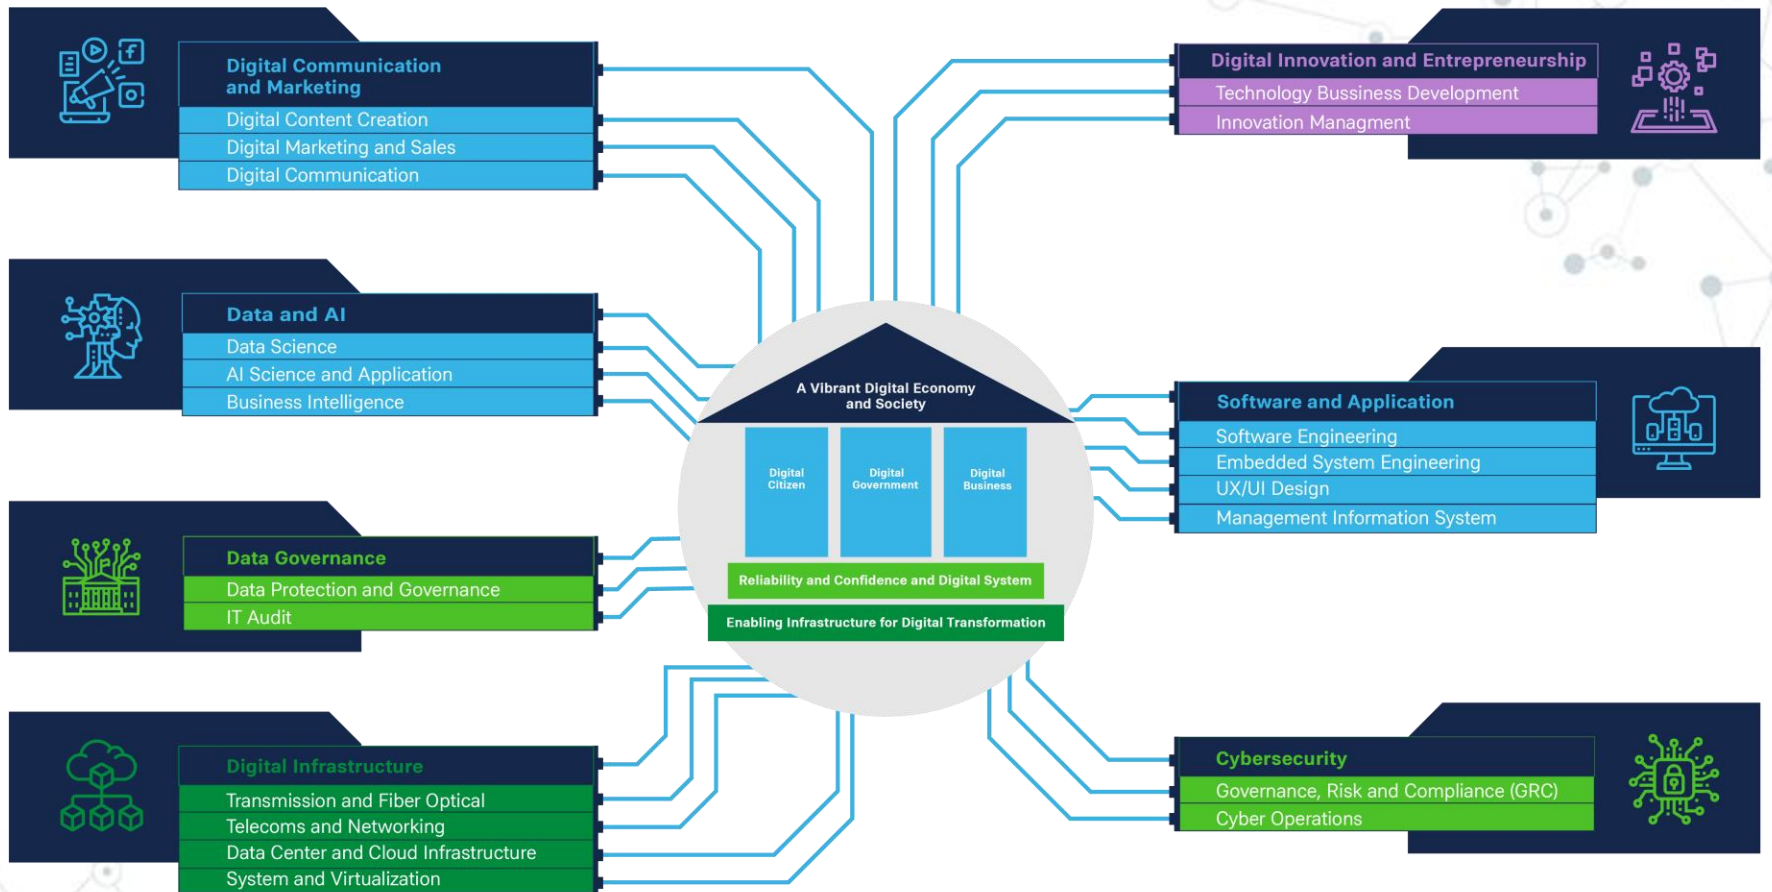 Digital Communication
and Marketing
Digital Content Creation
Digital Marketing and Sales
Digital Communication
Data and AI
Data Science
AI Science and Application
Business Intelligence
Data Governance
Data Protection and Governance
IT Audit
Digital Infrastructure
Transmission and Fiber Optical
Telecoms and Networking
Data Center and Cloud Infrastructure
System and Virtualization
A Vibrant Digital Economy
and Society
Digital
Citizen
Digital
Government
Digital
Business
Reliability and Confidence and Digital System
Enabling Infrastructure for Digital Transformation
Digital Innovation and Entrepreneurship
Technology Bussiness Development
Innovation Managment
Software and Application
Software Engineering
Embedded System Engineering
UX/UI Design
Management Information System
Cybersecurity
Governance, Risk and Compliance (GRC)
Cyber Operations